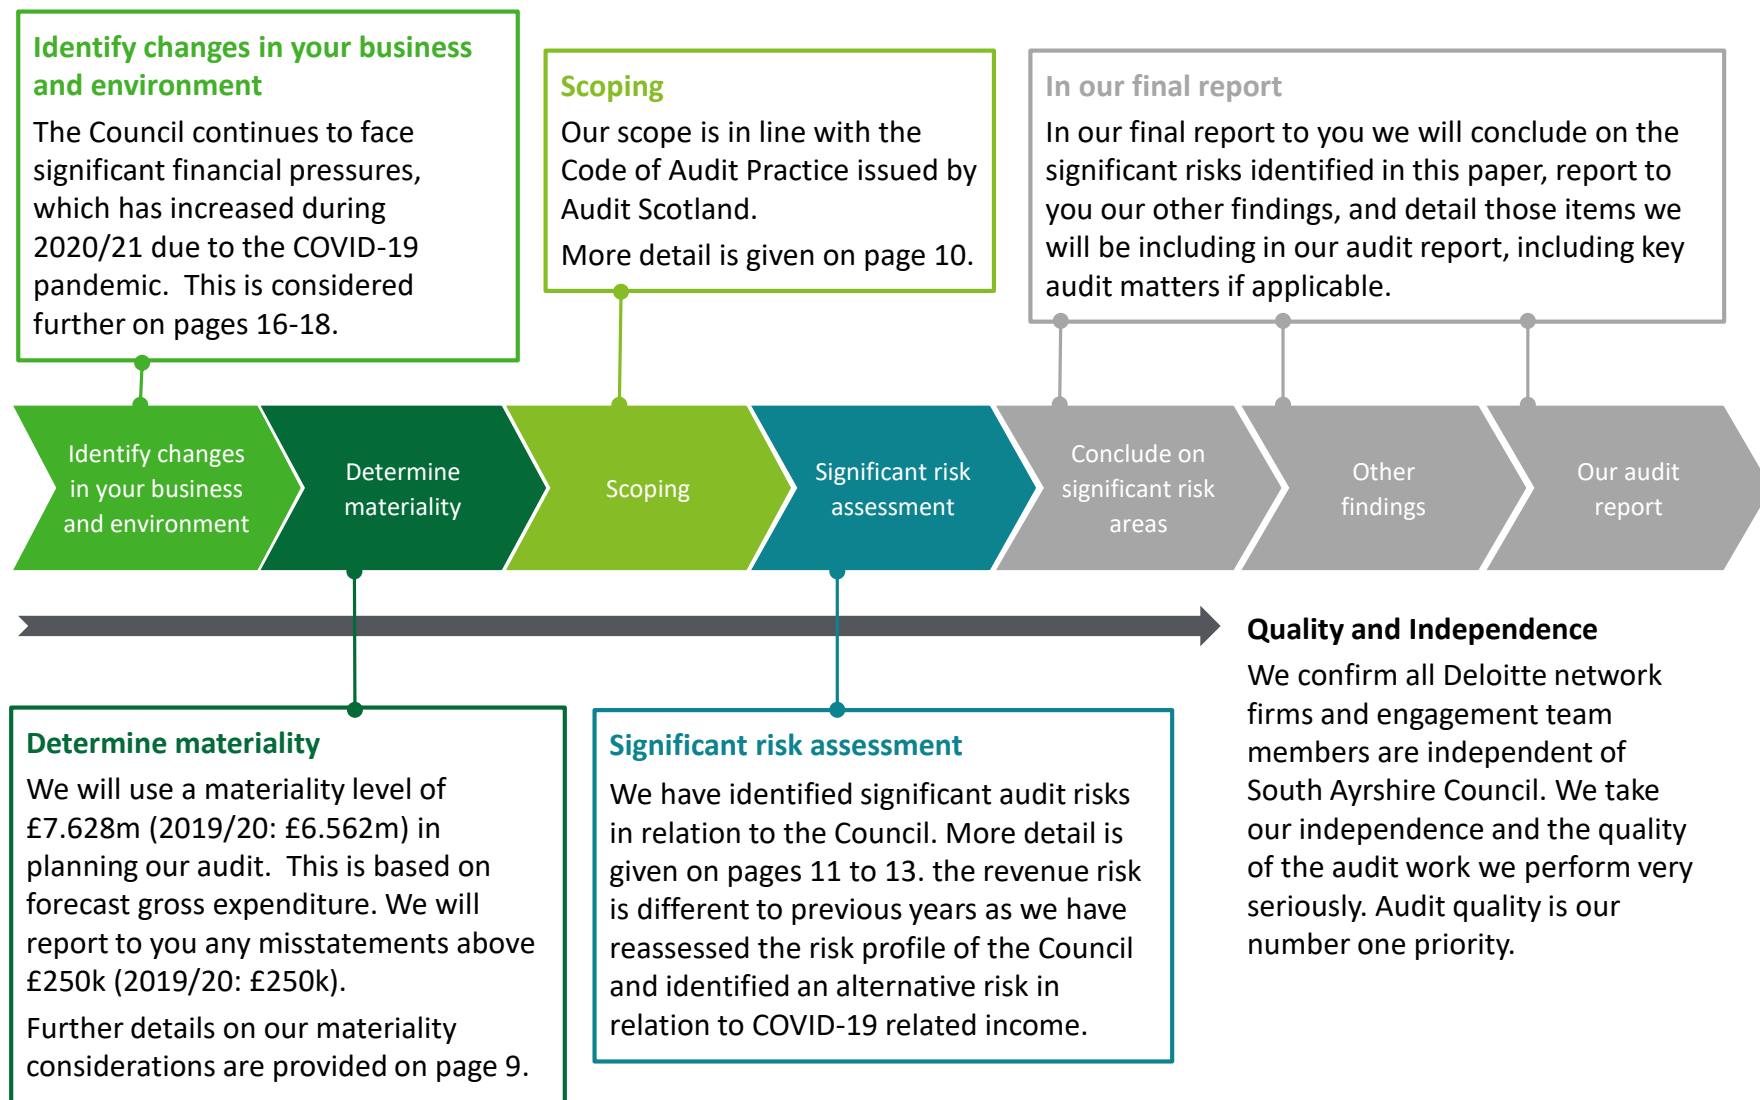 Identify changes in your business
and environment
The Council continues to face
significant financial pressures,
which has increased during
2020/21 due to the COVID-19
pandemic.  This is considered
further on pages 16-18.
Scoping
Our scope is in line with the
Code of Audit Practice issued by
Audit Scotland.
More detail is given on page 10.
In our final report
In our final report to you we will conclude on the
significant risks identified in this paper, report to
you our other findings, and detail those items we
will be including in our audit report, including key
audit matters if applicable.
Identify changes
in your business
and environment
Determine
materiality
Scoping
Significant risk
assessment
Conclude on
significant risk
areas
Other
findings
Our audit
report
Determine materiality
We will use a materiality level of
£7.628m (2019/20: £6.562m) in
planning our audit.  This is based on
forecast gross expenditure. We will
report to you any misstatements above
£250k (2019/20: £250k).
Further details on our materiality
considerations are provided on page 9.
Significant risk assessment
We have identified significant audit risks
in relation to the Council. More detail is
given on pages 11 to 13. the revenue risk
is different to previous years as we have
reassessed the risk profile of the Council
and identified an alternative risk in
relation to COVID-19 related income.
Quality and Independence
We confirm all Deloitte network
firms and engagement team
members are independent of
South Ayrshire Council. We take
our independence and the quality
of the audit work we perform very
seriously. Audit quality is our
number one priority.